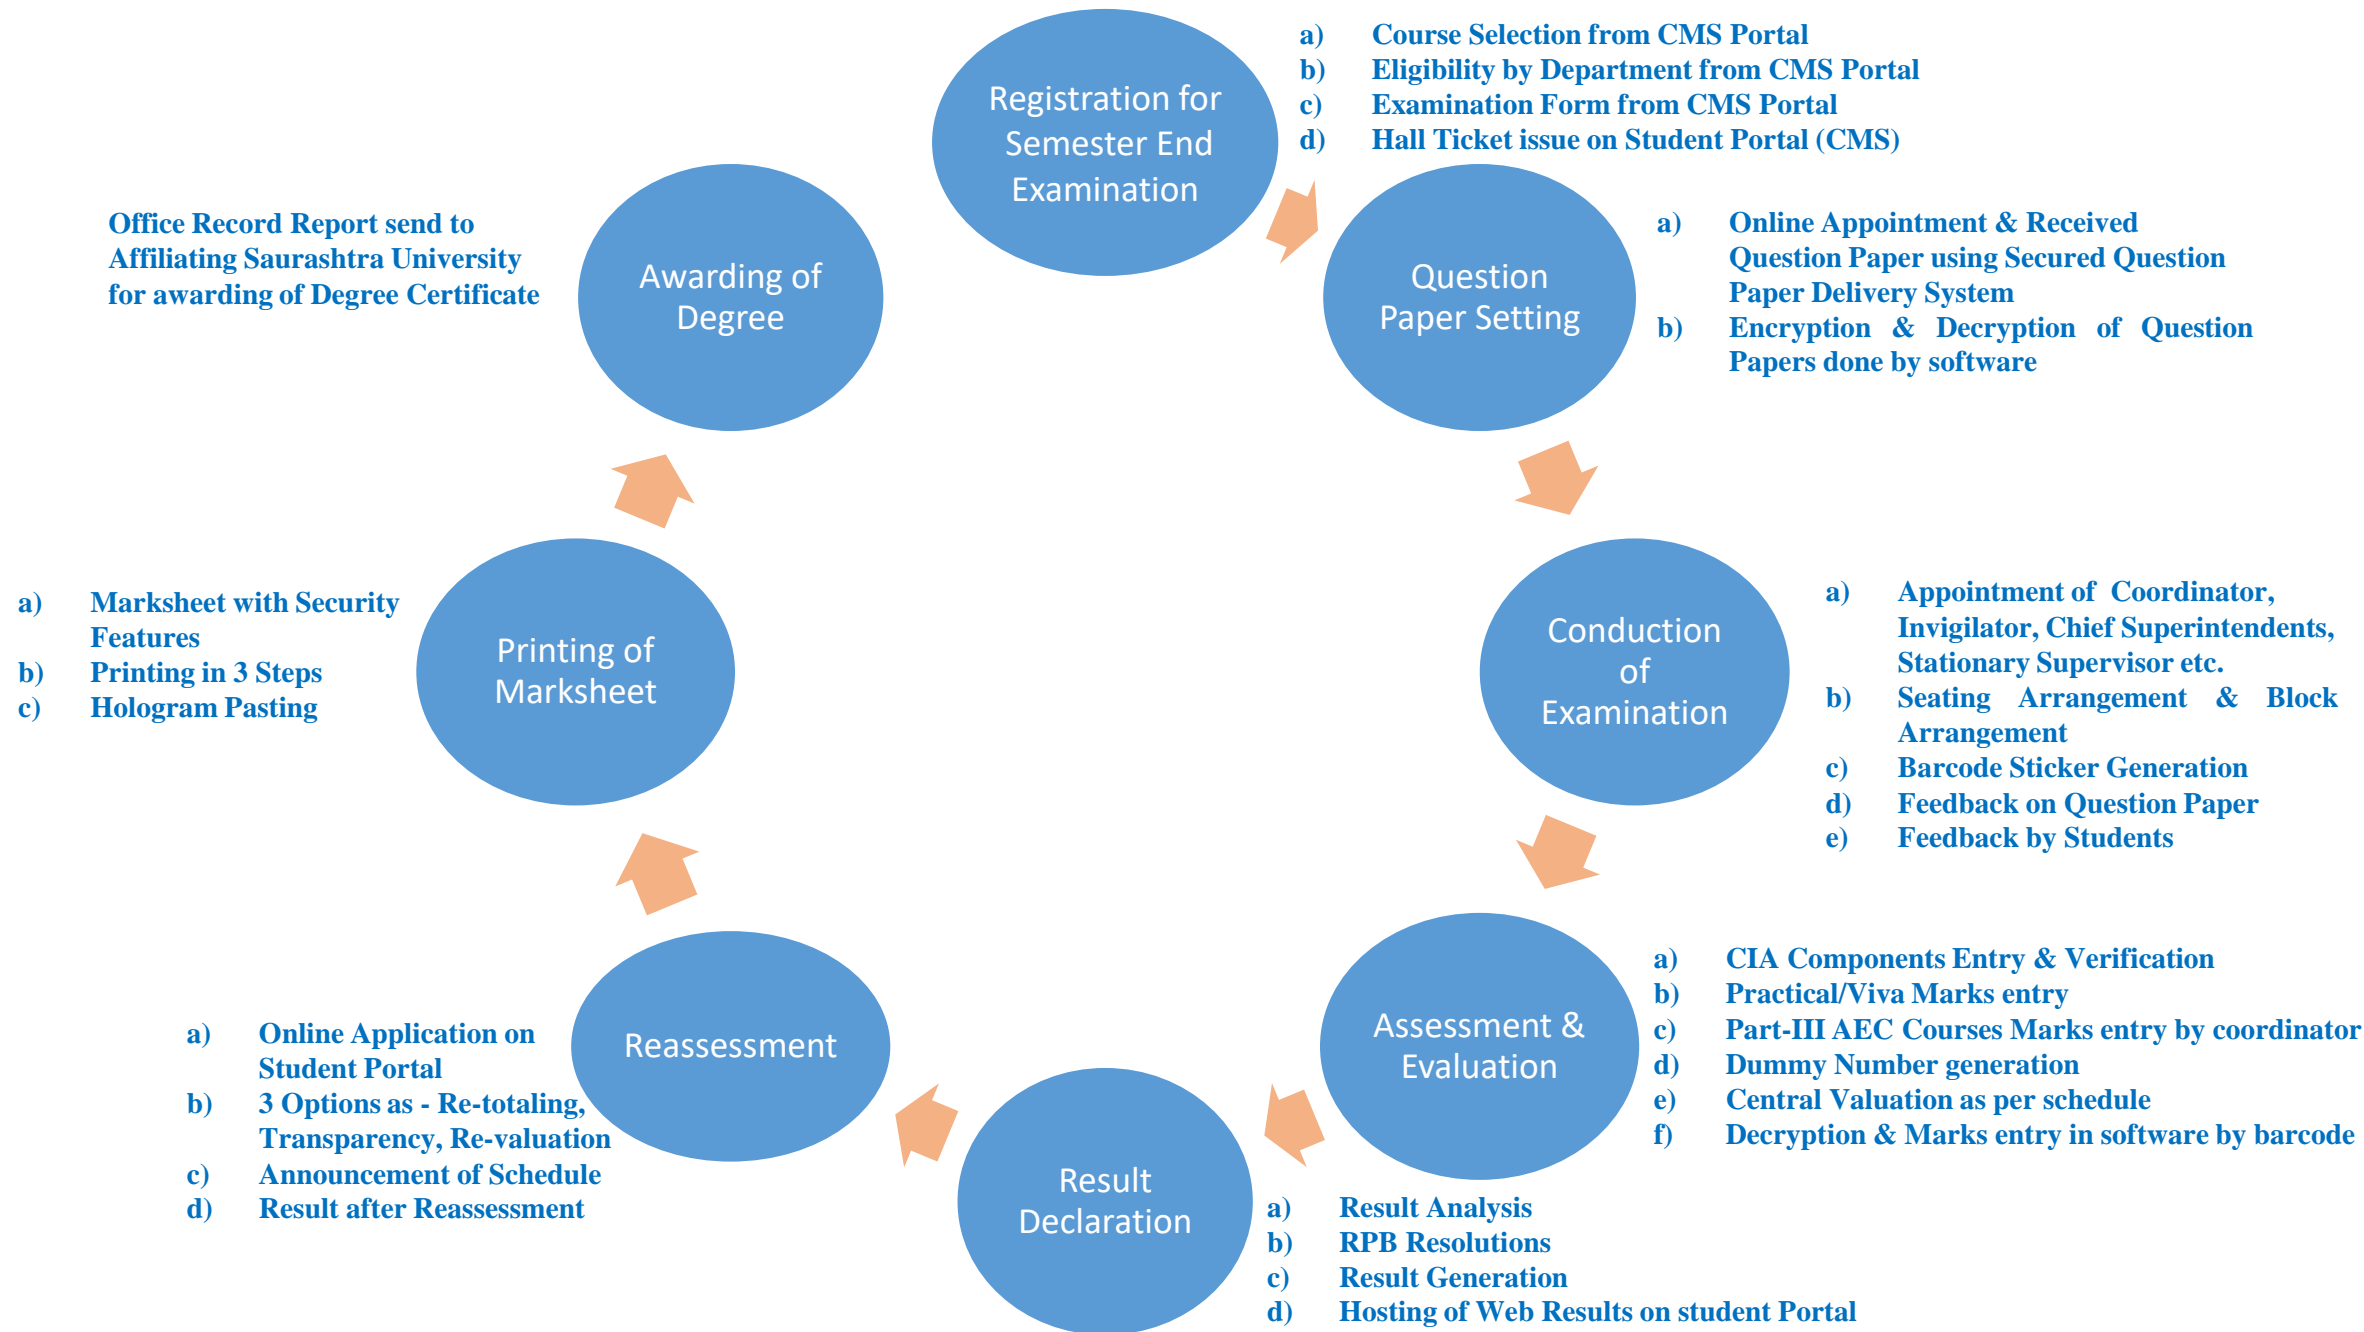 Registration for
Semester End
Examination
a) Course Selection from CMS Portal
b) Eligibility by Department from CMS Portal
c) Examination Form from CMS Portal
d) Hall Ticket issue on Student Portal (CMS)
Question
Paper Setting
a) Online Appointment & Received
Question Paper using Secured Question
Paper Delivery System
b) Encryption & Decryption of Question
Papers done by software
Conduction
of
Examination
a) Appointment of Coordinator,
Invigilator, Chief Superintendents,
Stationary Supervisor etc.
b) Seating Arrangement & Block
Arrangement
c) Barcode Sticker Generation
d) Feedback on Question Paper
e) Feedback by Students
Assessment &
Evaluation
a) CIA Components Entry & Verification
b) Practical/Viva Marks entry
c) Part-III AEC Courses Marks entry by coordinator
d) Dummy Number generation
e) Central Valuation as per schedule
f) Decryption & Marks entry in software by barcode
Result
Declaration
a) Result Analysis
b) RPB Resolutions
c) Result Generation
d) Hosting of Web Results on student Portal
Reassessment
a) Online Application on
Student Portal
b) 3 Options as - Re-totaling,
Transparency, Re-valuation
c) Announcement of Schedule
d) Result after Reassessment
Printing of
Marksheet
a) Marksheet with Security
Features
b) Printing in 3 Steps
c) Hologram Pasting
Awarding of
Degree
Office Record Report send to
Affiliating Saurashtra University
for awarding of Degree Certificate